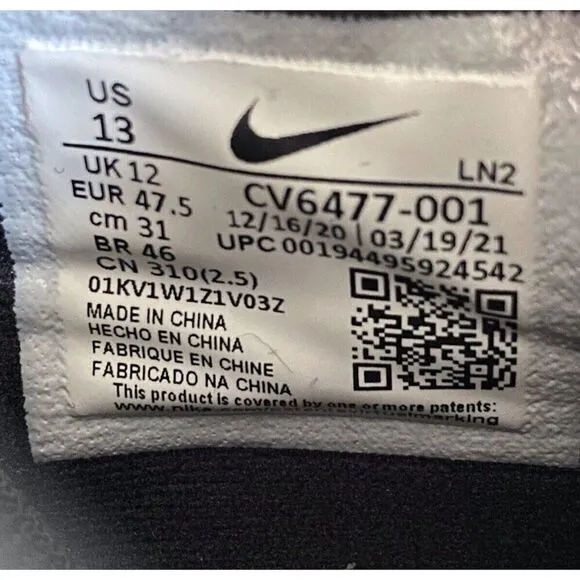 US
13
UK 12
EUR 47.5
cm 31
BR 46
CN 310(2.5)
LN2
CV6477-001
12/16/20 | 03/19/21
UPC 00194495924542
01KV1W1Z1V03Z
MADE IN CHINA
HECHO EN CHINA
FABRIQUE EN CHINE
FABRICADO NA CHINA
This product is covered by one or more patents: